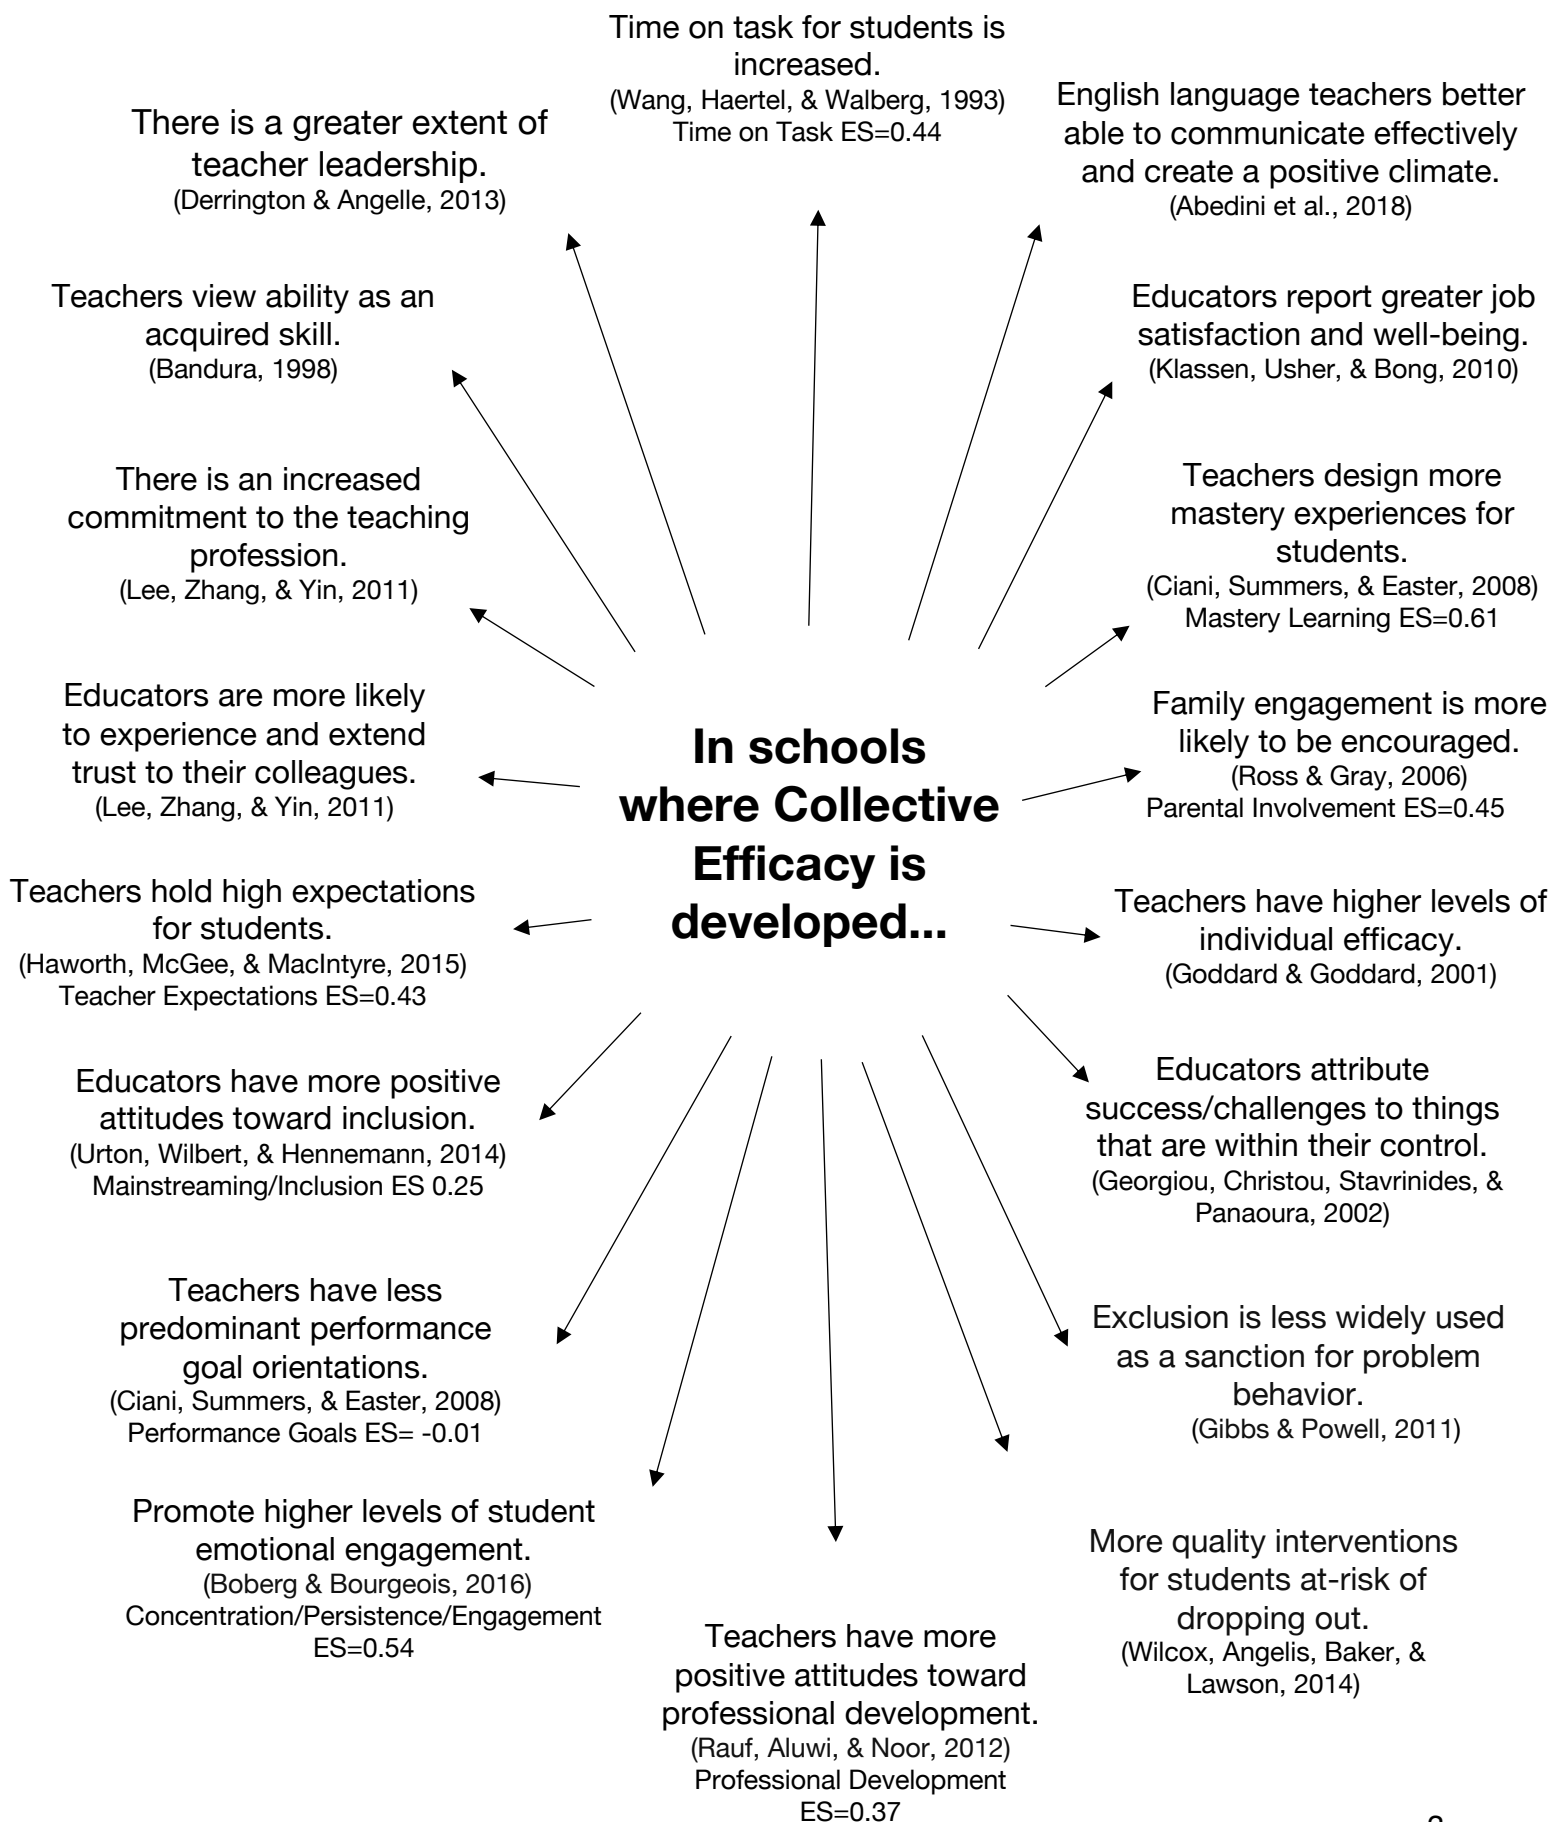 Time on task for students is
increased.
(Wang, Haertel, & Walberg, 1993)
Time on Task ES=0.44
English language teachers better
able to communicate effectively
and create a positive climate.
(Abedini et al., 2018)
Educators report greater job
satisfaction and well-being.
(Klassen, Usher, & Bong, 2010)
Teachers design more
mastery experiences for
students.
(Ciani, Summers, & Easter, 2008)
Mastery Learning ES=0.61
Family engagement is more
likely to be encouraged.
(Ross & Gray, 2006)
Parental Involvement ES=0.45
Teachers have higher levels of
individual efficacy.
(Goddard & Goddard, 2001)
Educators attribute
success/challenges to things
that are within their control.
(Georgiou, Christou, Stavrinides, &
Panaoura, 2002)
Exclusion is less widely used
as a sanction for problem
behavior.
(Gibbs & Powell, 2011)
More quality interventions
for students at-risk of
dropping out.
(Wilcox, Angelis, Baker, &
Lawson, 2014)
Teachers have more
positive attitudes toward
professional development.
(Rauf, Aluwi, & Noor, 2012)
Professional Development
ES=0.37
Promote higher levels of student
emotional engagement.
(Boberg & Bourgeois, 2016)
Concentration/Persistence/Engagement
ES=0.54
Teachers have less
predominant performance
goal orientations.
(Ciani, Summers, & Easter, 2008)
Performance Goals ES= -0.01
Educators have more positive
attitudes toward inclusion.
(Urton, Wilbert, & Hennemann, 2014)
Mainstreaming/Inclusion ES 0.25
Teachers hold high expectations
for students.
(Haworth, McGee, & MacIntyre, 2015)
Teacher Expectations ES=0.43
Educators are more likely
to experience and extend
trust to their colleagues.
(Lee, Zhang, & Yin, 2011)
There is an increased
commitment to the teaching
profession.
(Lee, Zhang, & Yin, 2011)
Teachers view ability as an
acquired skill.
(Bandura, 1998)
There is a greater extent of
teacher leadership.
(Derrington & Angelle, 2013)
In schools
where Collective
Efficacy is
developed...